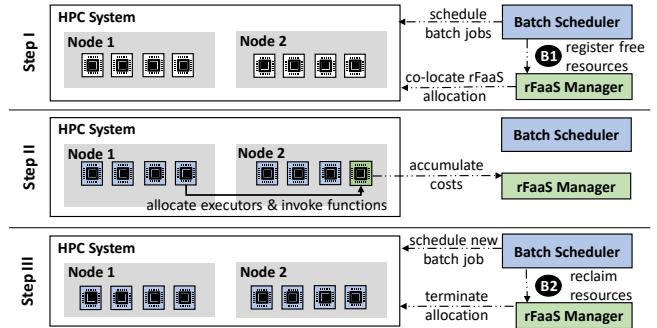 Step I
HPC System
Node 1
Node 2
schedule
batch jobs
Batch Scheduler
B1
register free
resources
co-locate rFaaS
allocation
rFaaS Manager
Step II
HPC System
Node 1
Node 2
allocate executors & invoke functions
accumulate
costs
Batch Scheduler
rFaaS Manager
Step III
HPC System
Node 1
Node 2
schedule new
batch job
Batch Scheduler
B2
reclaim
resources
terminate
allocation
rFaaS Manager